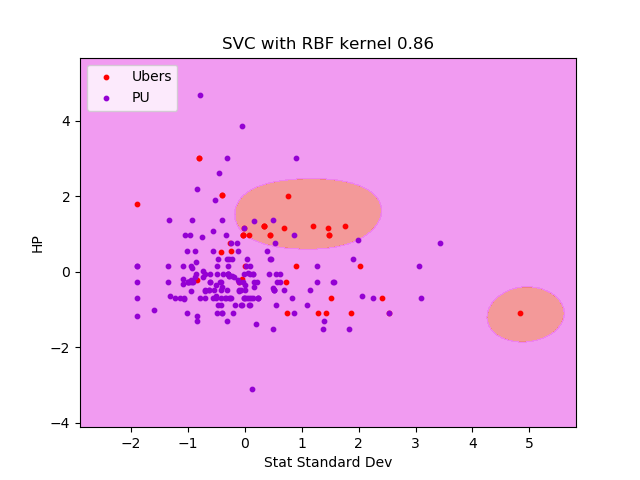 SVC with RBF kernel 0.86
Ubers
PU
4
2
0
−2
−4
HP
−2
−1
0
1
2
3
4
5
Stat Standard Dev